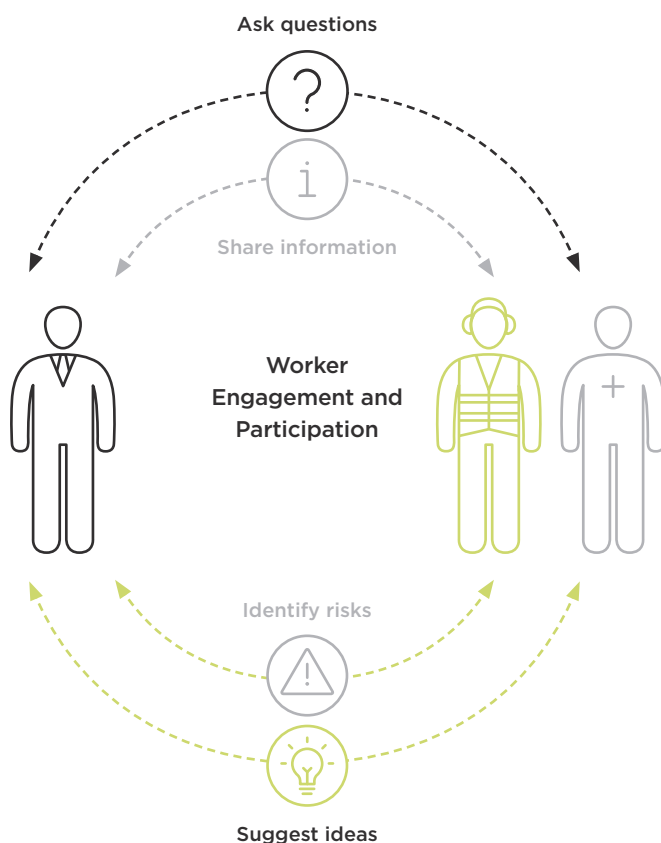 Ask questions
?
i
Share information
Worker
Engagement and
Participation
Identify risks
!
Suggest ideas